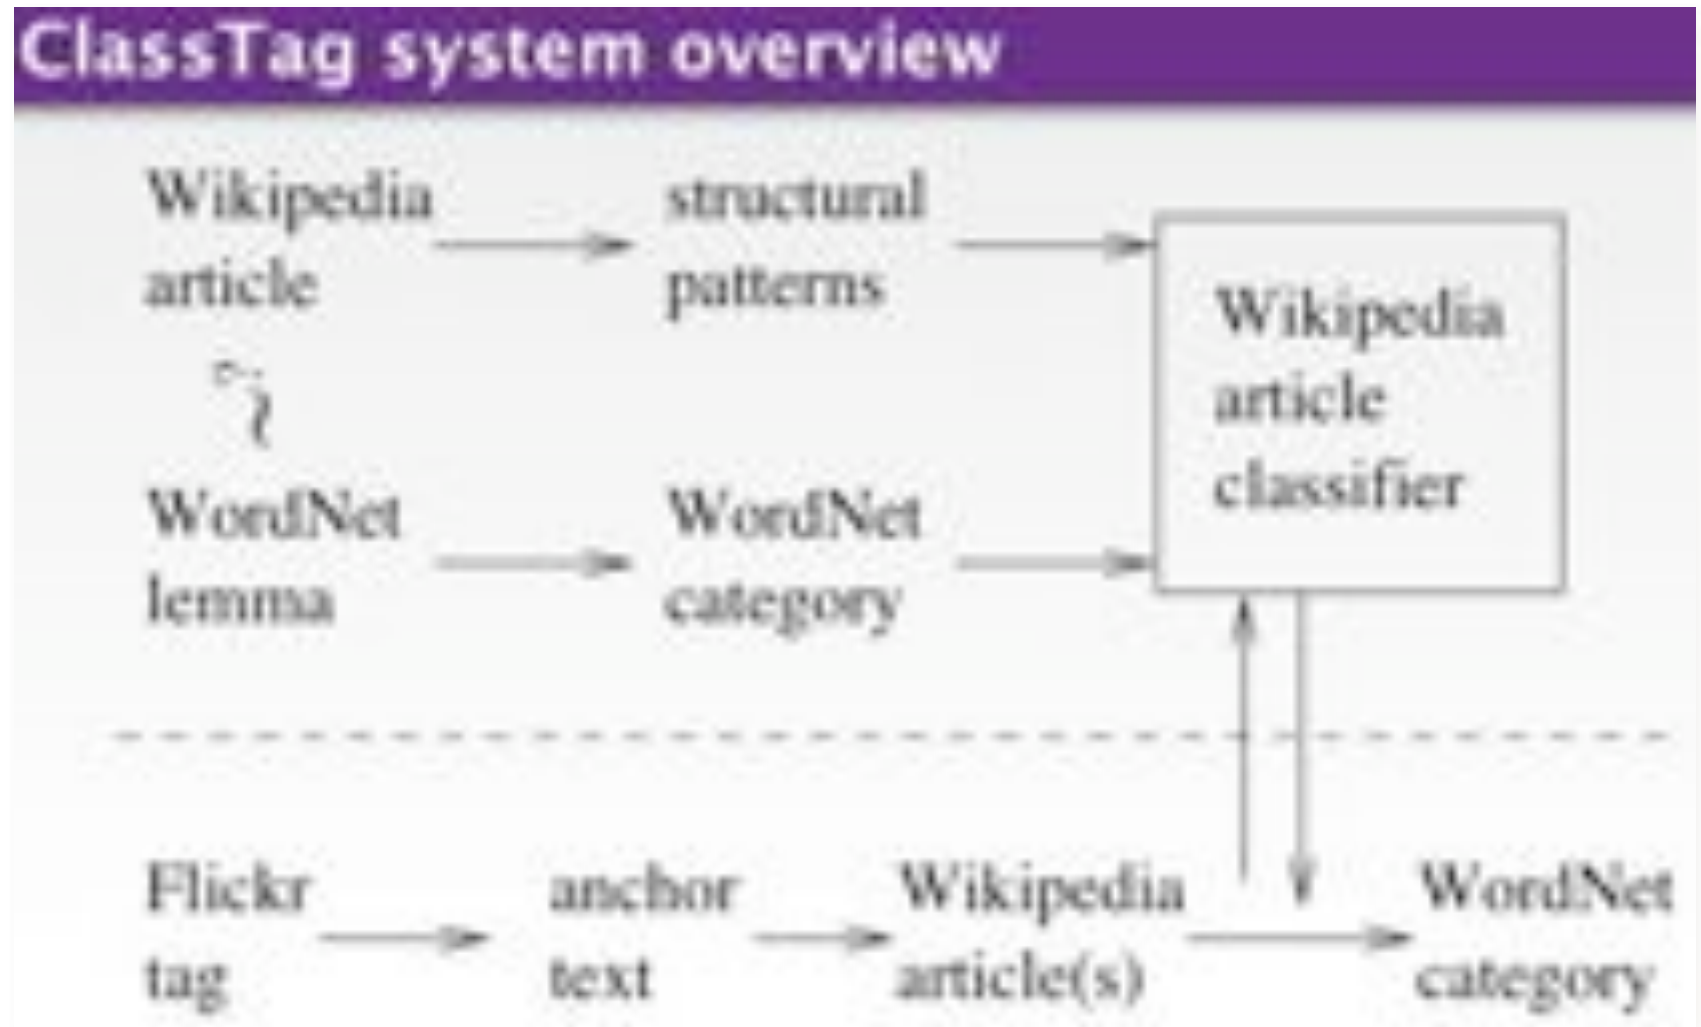 ClassTag system overview
Wikipedia
article
structural
patterns
Wikipedia
article
classifier
WordNet
lemma
WordNet
category
Flickr
tag
anchor
text
Wikipedia
article(s)
WordNet
category